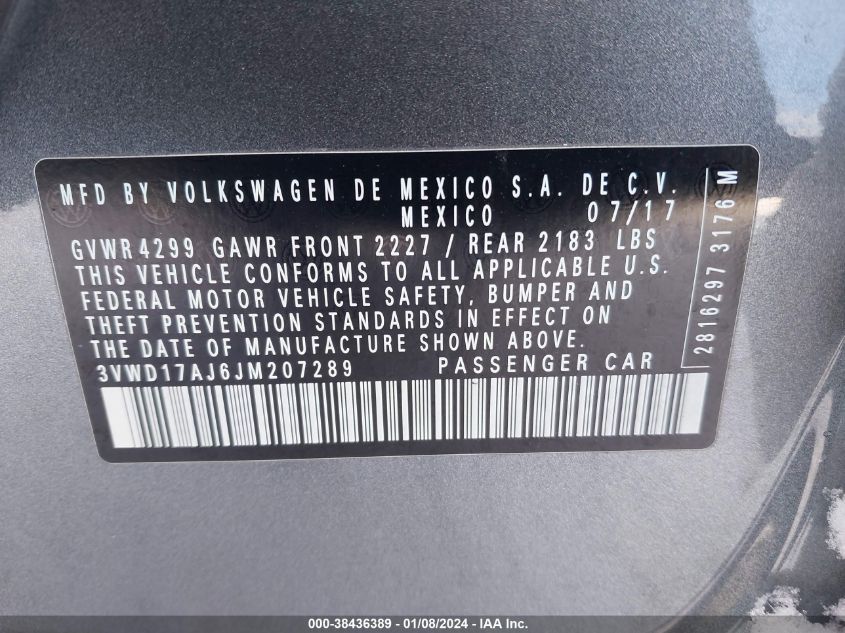 MFD BY VOLKSWAGEN DE MEXICO S.A. DE C.V.
MEXICO 07/17
GVWR 4299 GAWR FRONT 2227 / REAR 2183 LBS
THIS VEHICLE CONFORMS TO ALL APPLICABLE U.S.
FEDERAL MOTOR VEHICLE SAFETY, BUMPER AND
THEFT PREVENTION STANDARDS IN EFFECT ON
THE DATE OF MANUFACTURE SHOWN ABOVE.
3VWD17AJ6JM207289 PASSENGER CAR
2816297 3176 M
000-38436389 - 01/08/2024 - IAA Inc.